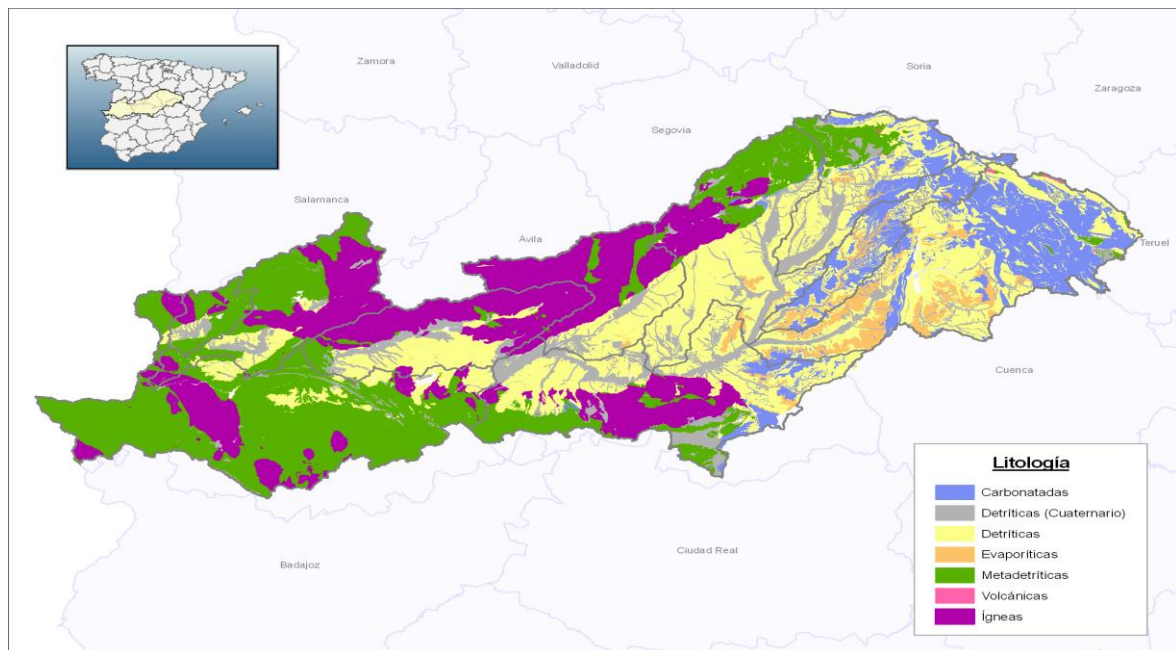 Zamora
Valladolid
Soria
Zaragoza
Segovia
Salamanca
Ávila
Teruel
Cuenca
Ciudad Real
Badajoz
Litología
Carbonatadas
Detríticas (Cuaternario)
Detríticas
Evaporíticas
Metadetríticas
Volcánicas
Ígneas